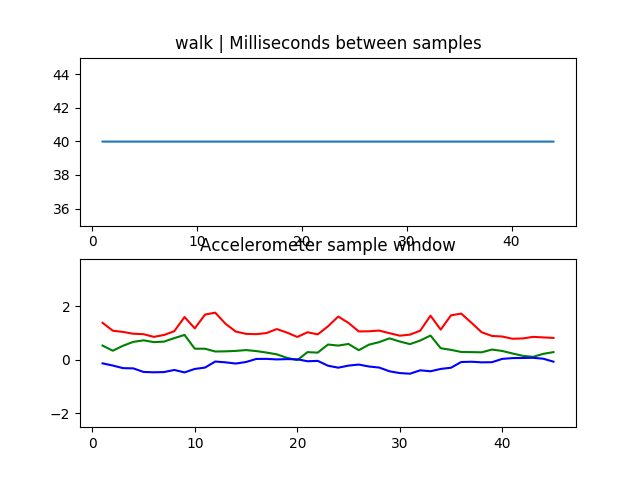 walk | Milliseconds between samples
44
42
40
38
36
0 10 20 30 40
Accelerometer sample window
2
0
−2
0 10 20 30 40